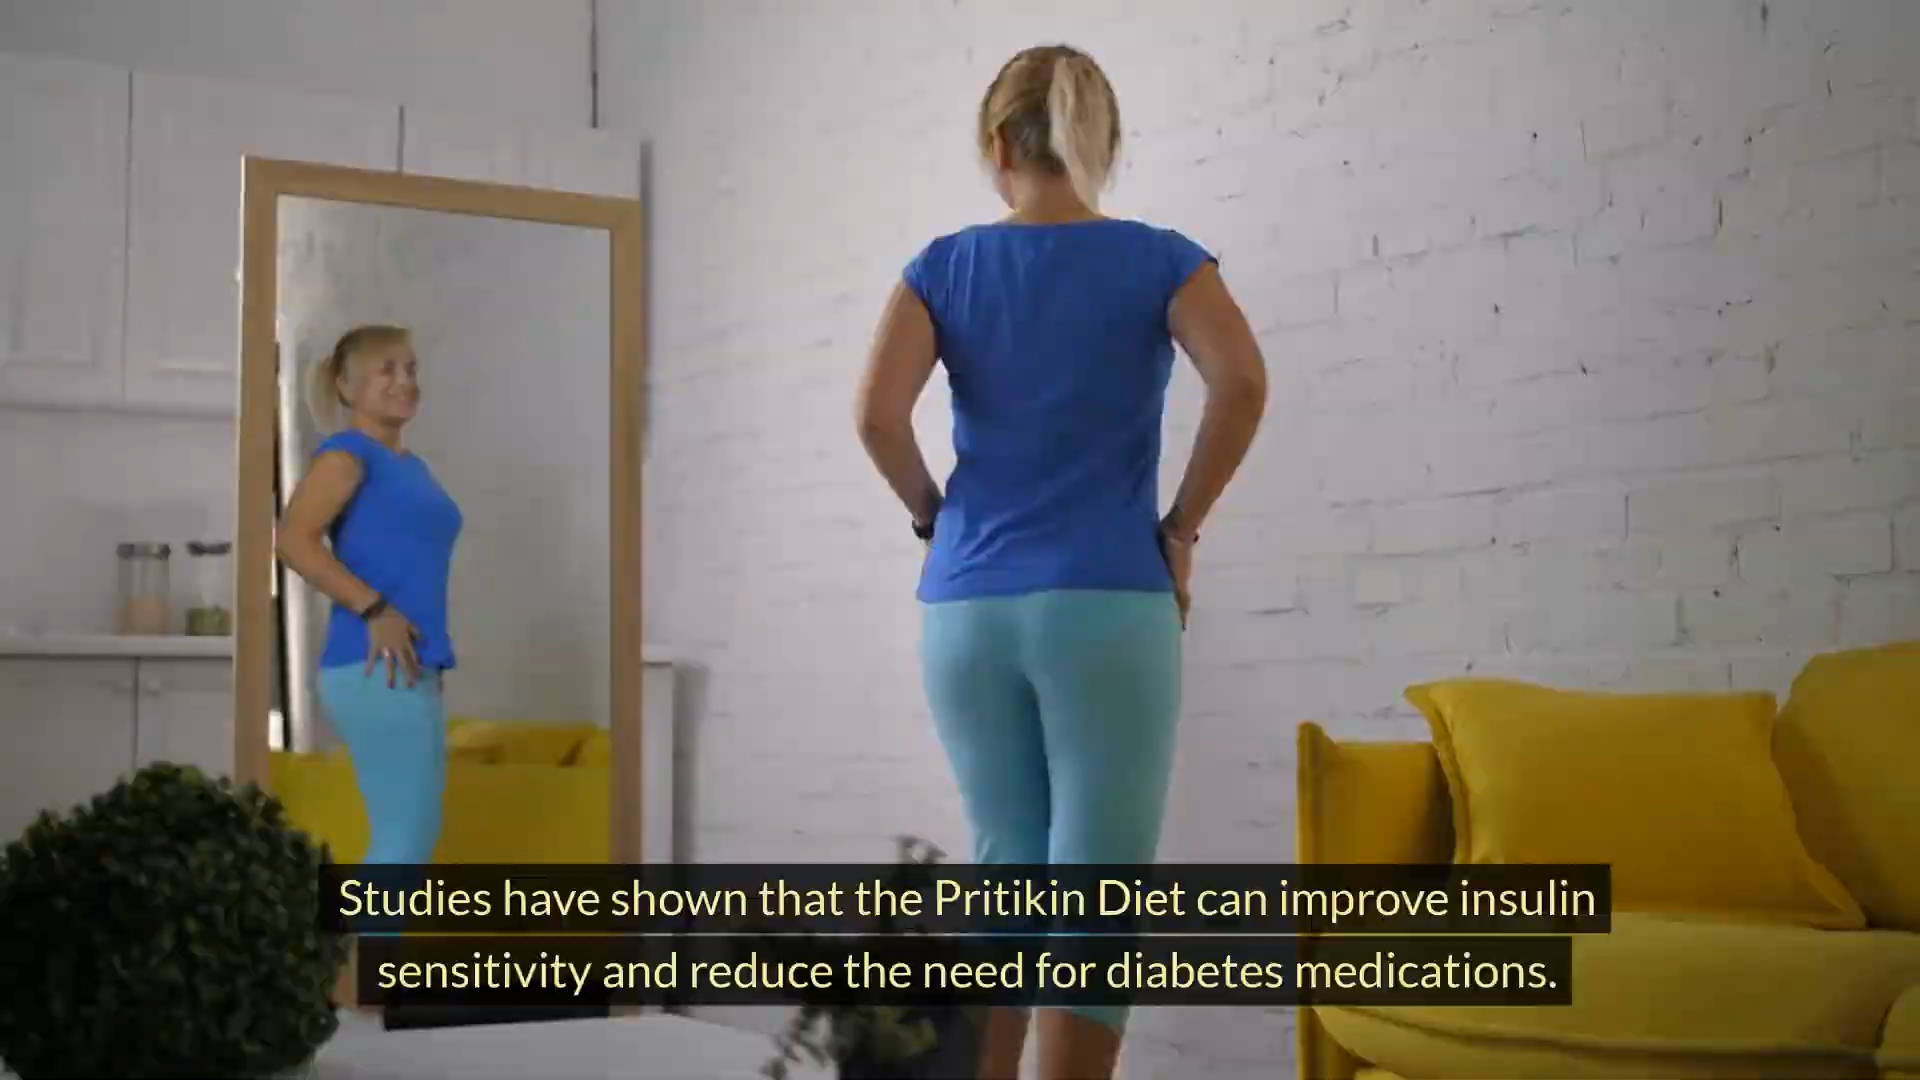 Studies have shown that the Pritikin Diet can improve insulin
sensitivity and reduce the need for diabetes medications.